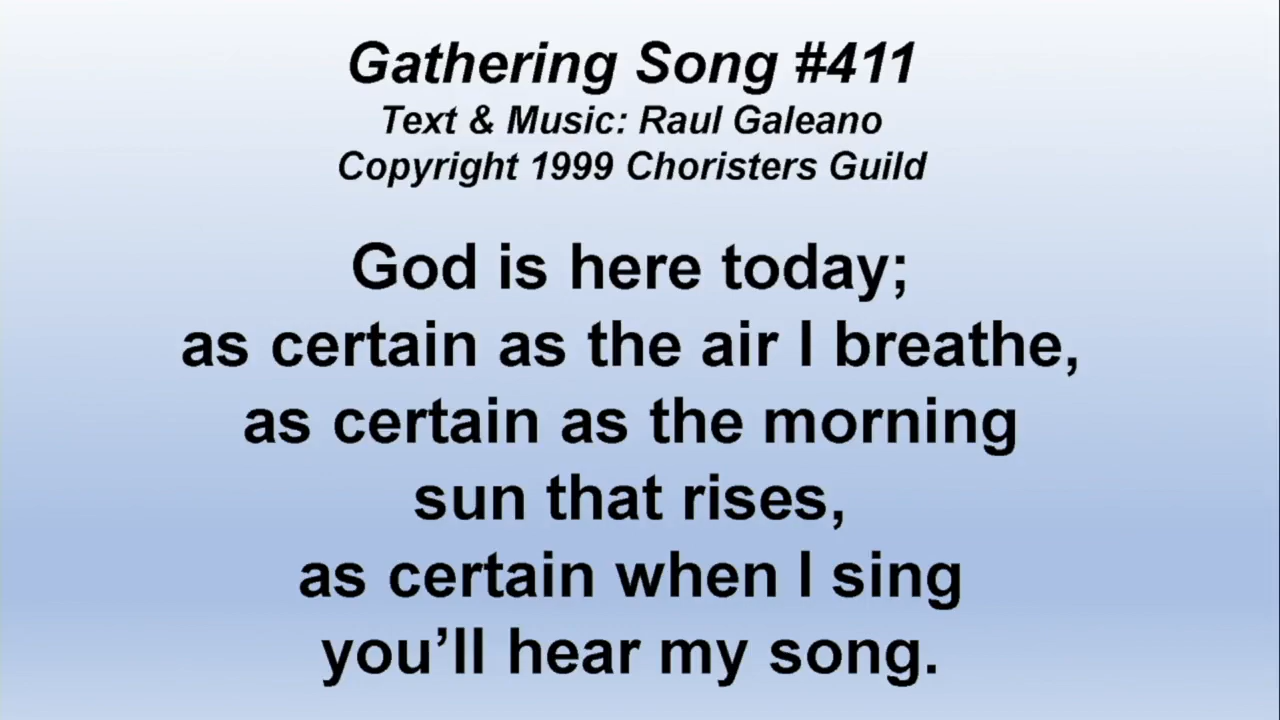 Gathering Song #411
Text & Music: Raul Galeano
Copyright 1999 Choristers Guild
God is here today;
as certain as the air I breathe,
as certain as the morning
sun that rises,
as certain when I sing
you’ll hear my song.